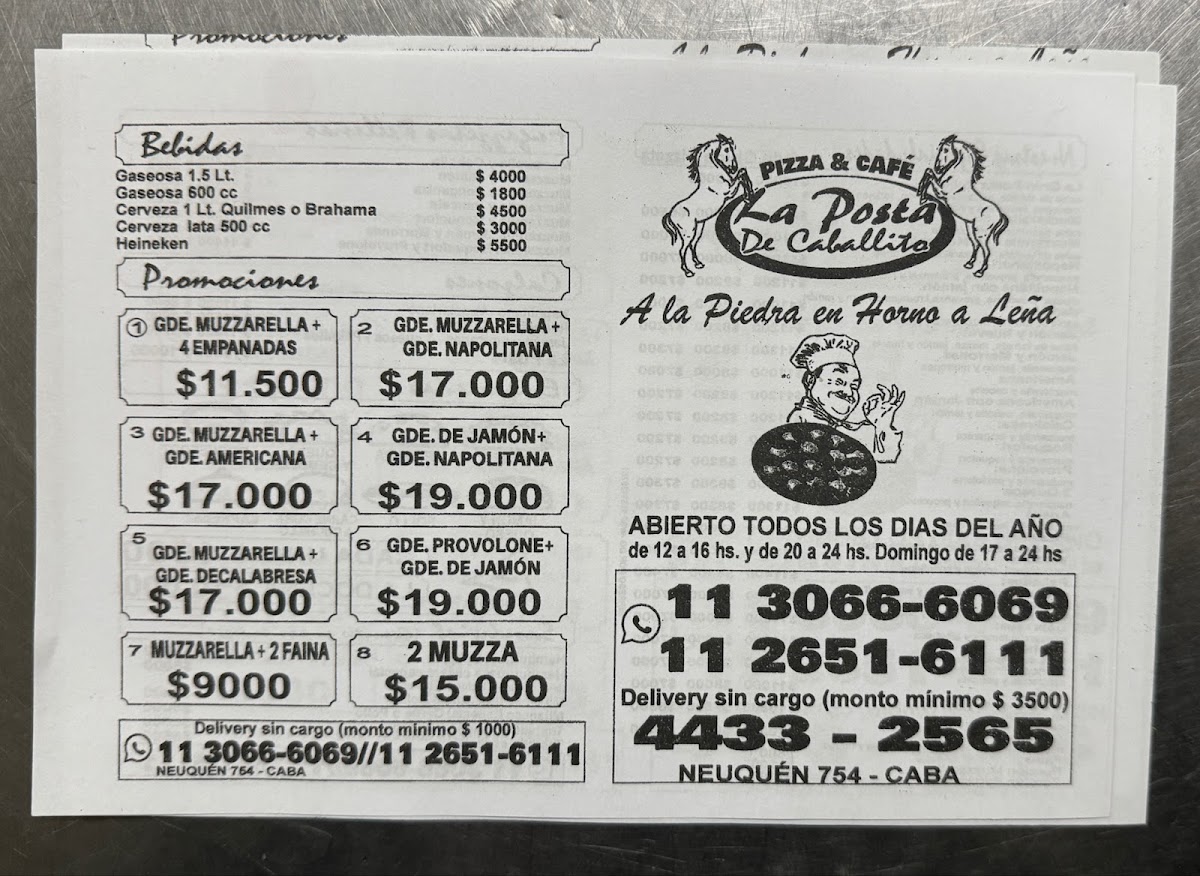 Promociones
A la Piedra en Horno a Leña
Bebidas
Gaseosa 1.5 Lt. $ 4000
Gaseosa 600 cc $ 1800
Cerveza 1 Lt. Quilmes o Brahama $ 4500
Cerveza lata 500 cc $ 3000
Heineken $ 5500
Promociones
1 GDE. MUZZARELLA +
4 EMPANADAS
$11.500
2 GDE. MUZZARELLA +
GDE. NAPOLITANA
$17.000
3 GDE. MUZZARELLA +
GDE. AMERICANA
$17.000
4 GDE. DE JAMÓN+
GDE. NAPOLITANA
$19.000
5 GDE. MUZZARELLA +
GDE. DECALABRESA
$17.000
6 GDE. PROVOLONE+
GDE. DE JAMÓN
$19.000
7 MUZZARELLA + 2 FAINA
$9000
8 2 MUZZA
$15.000
Delivery sin cargo (monto mínimo $ 1000)
11 3066-6069//11 2651-6111
NEUQUÉN 754 - CABA
PIZZA & CAFÉ
La Posta
De Caballito
A la Piedra en Horno a Leña
ABIERTO TODOS LOS DIAS DEL AÑO
de 12 a 16 hs. y de 20 a 24 hs. Domingo de 17 a 24 hs
11 3066-6069
11 2651-6111
Delivery sin cargo (monto mínimo $ 3500)
4433 - 2565
NEUQUÉN 754 - CABA